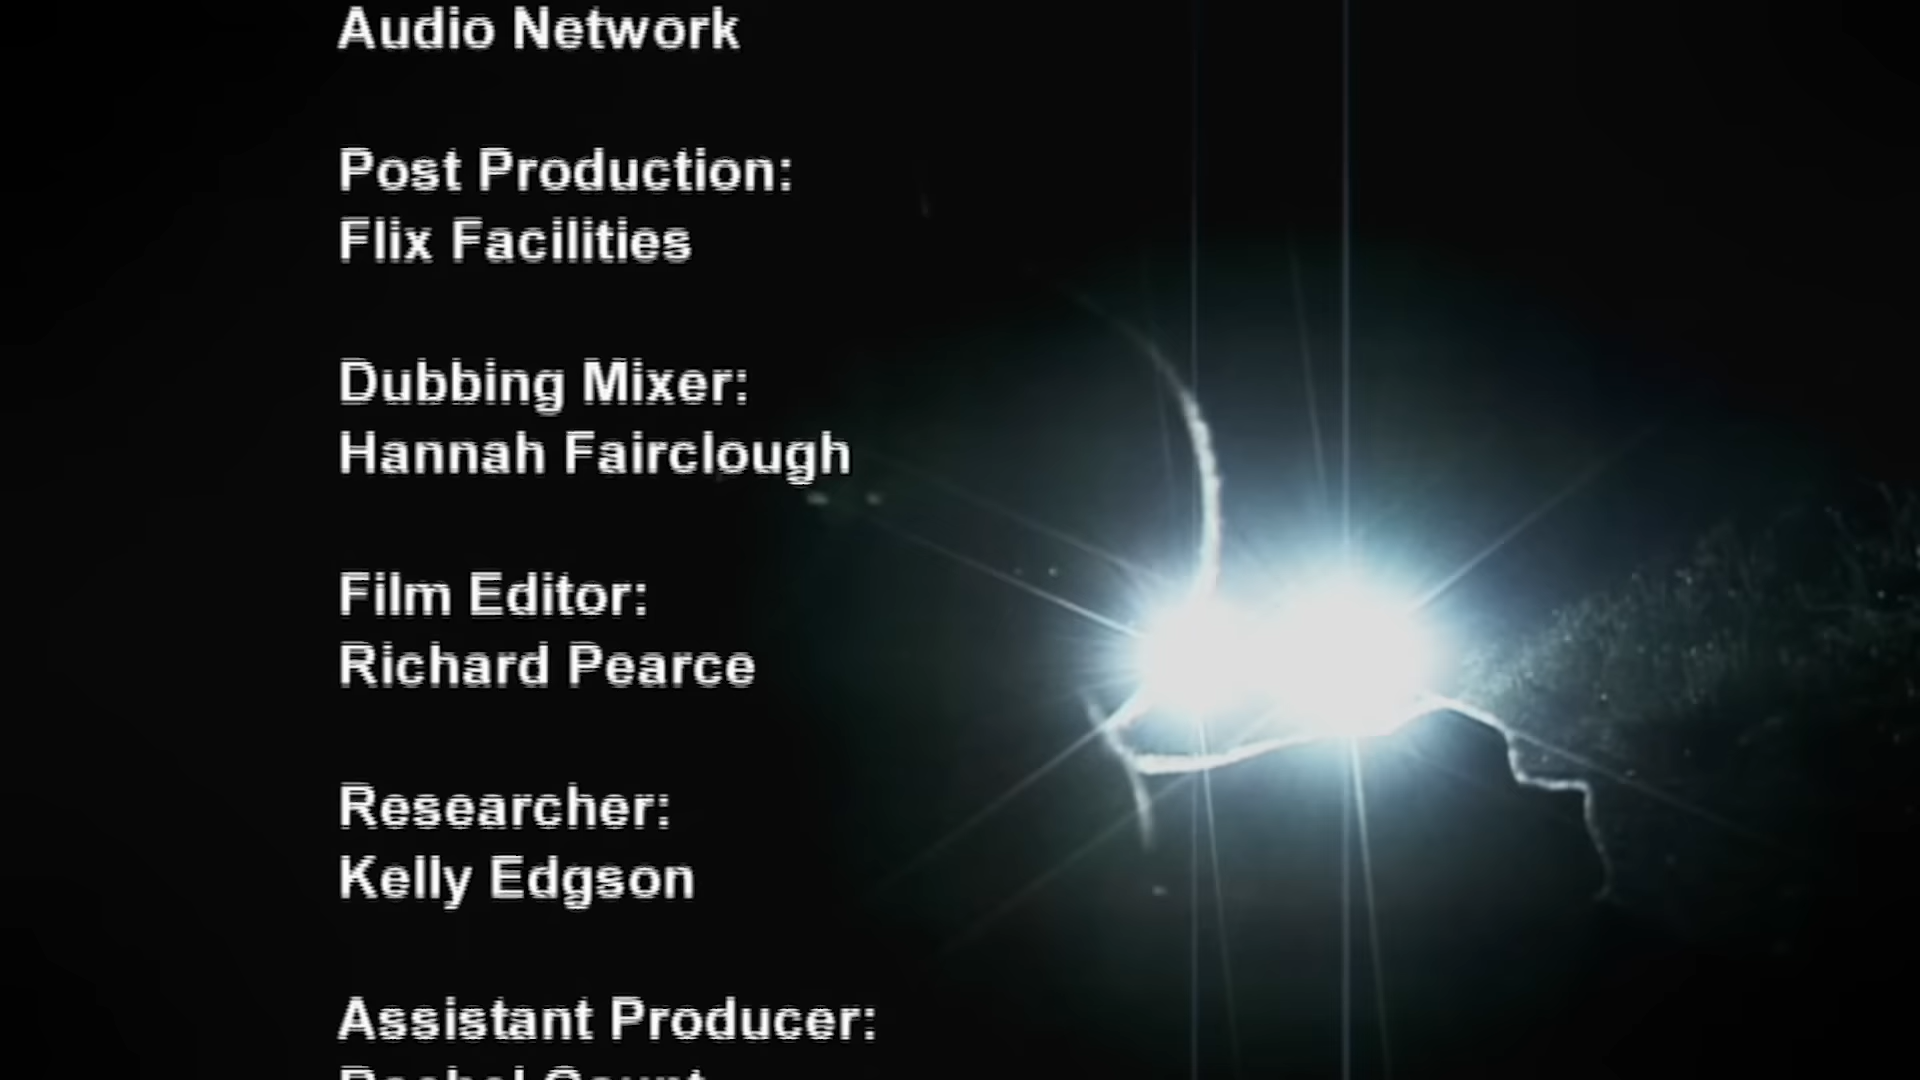 Audio Network
Post Production:
Flix Facilities
Dubbing Mixer:
Hannah Fairclough
Film Editor:
Richard Pearce
Researcher:
Kelly Edgson
Assistant Producer: